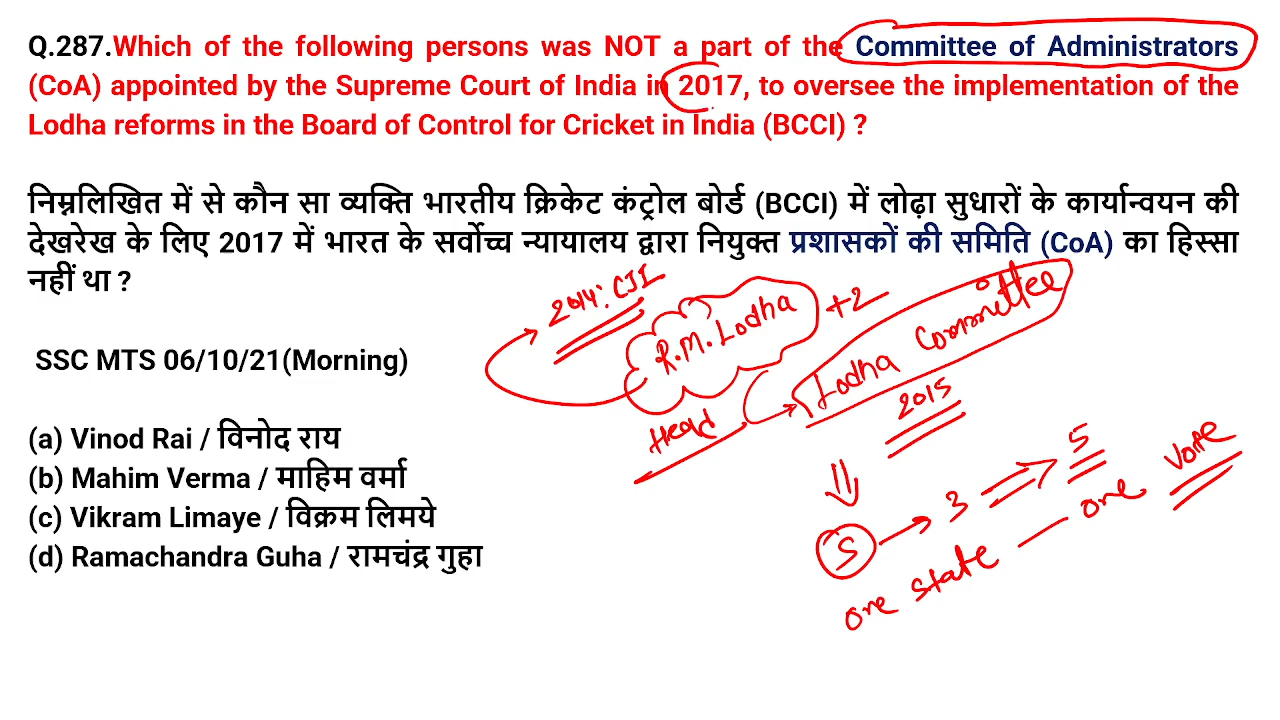 Q.287.Which of the following persons was NOT a part of the Committee of Administrators
(CoA) appointed by the Supreme Court of India in 2017, to oversee the implementation of the
Lodha reforms in the Board of Control for Cricket in India (BCCI) ?
निम्नलिखित में से कौन सा व्यक्ति भारतीय क्रिकेट कंट्रोल बोर्ड (BCCI) में लोढ़ा सुधारों के कार्यान्वयन की
देखरेख के लिए 2017 में भारत के सर्वोच्च न्यायालय द्वारा नियुक्त प्रशासकों की समिति (CoA) का हिस्सा
नहीं था ?
2014: CJI
R.M. Lodha +2
Lodha Committee
Head
2015
SSC MTS 06/10/21(Morning)
(a) Vinod Rai / विनोद राय
(b) Mahim Verma / माहिम वर्मा
(c) Vikram Limaye / विक्रम लिमये
(d) Ramachandra Guha / रामचंद्र गुहा
5 → 3 ⇒ 5
one state — one Vote